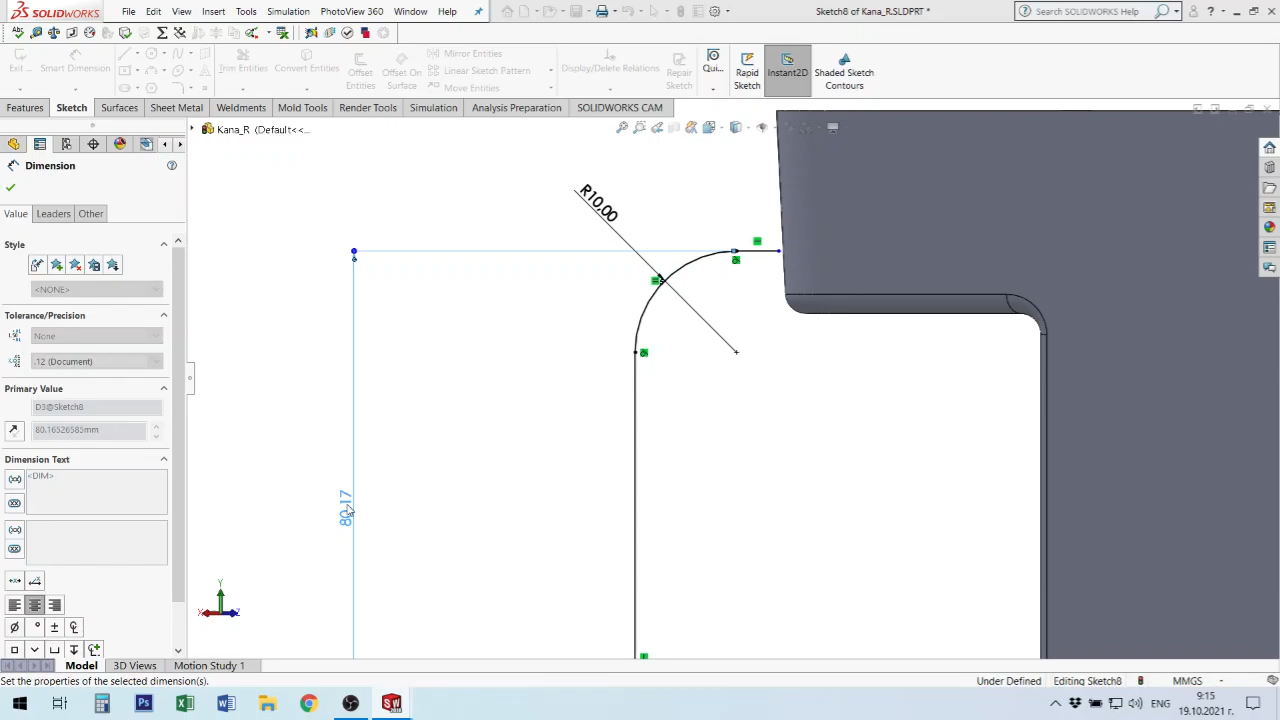 SOLIDWORKS
File Edit View Insert Tools Simulation PhotoView 360 Window Help
Sketch8 of Kana_R.SLDPRT *
Search SOLIDWORKS Help
Exit ...
Smart Dimension
Trim Entities
Convert Entities
Offset Entities
Offset On Surface
Mirror Entities
Linear Sketch Pattern
Move Entities
Display/Delete Relations
Repair Sketch
Qui...
Rapid Sketch
Instant2D
Shaded Sketch Contours
Features Sketch Surfaces Sheet Metal Weldments Mold Tools Render Tools Simulation Analysis Preparation SOLIDWORKS CAM
Kana_R (Default<<...
Dimension
Value Leaders Other
Style
<NONE>
Tolerance/Precision
None
.12 (Document)
Primary Value
D3@Sketch8
80.16526585mm
Dimension Text
<DIM>
R10,00
80,17
Y
X
Z
Model 3D Views Motion Study 1
Set the properties of the selected dimension(s).
Under Defined Editing Sketch8 MMGS -
ENG
9:15
19.10.2021 г.